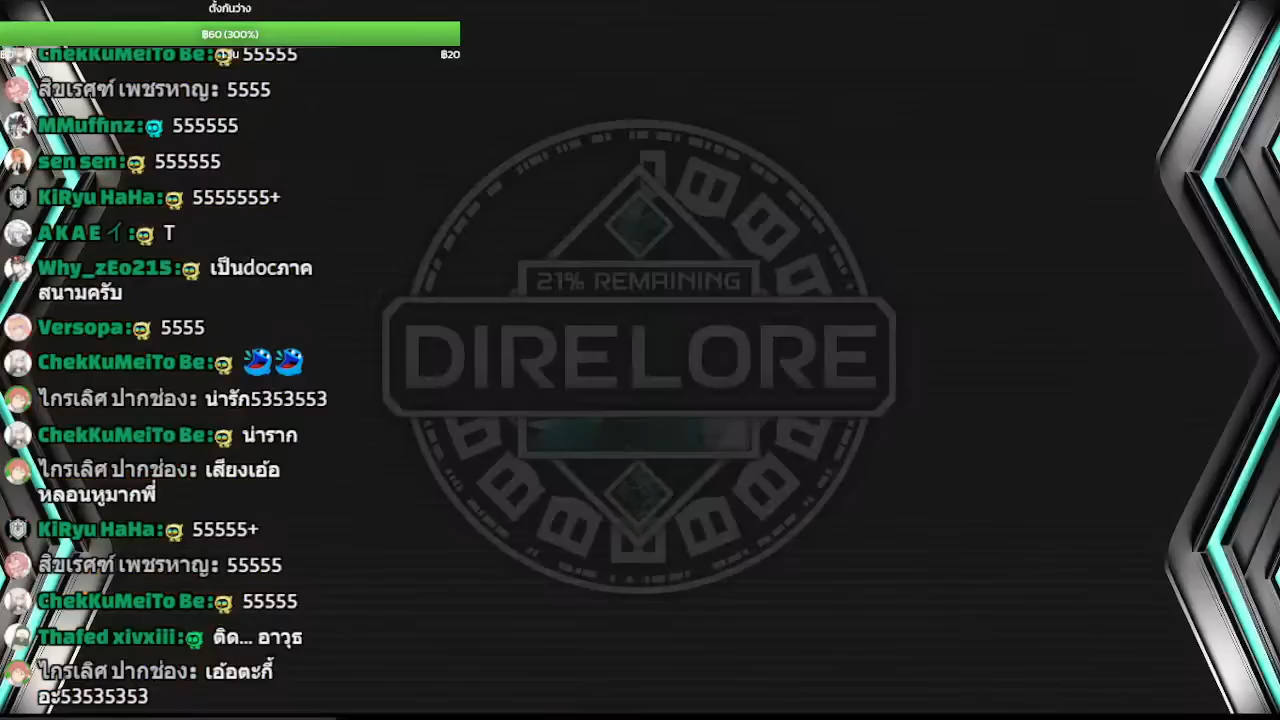 ตั้งกันว่าง
฿60 (300%)
฿20
ChekKuMeiTo Be: 55555
สิขเรศฑ์ เพชรหาญ: 5555
MMuffinz: 555555
sen sen: 555555
KiRyu HaHa: 5555555+
AKAEイ: T
Why_zEo215: เป็นdocภาค
สนามครับ
Versopa: 5555
ChekKuMeiTo Be:
ไกรเลิศ ปากช่อง: น่ารัก5353553
ChekKuMeiTo Be: น่าราก
ไกรเลิศ ปากช่อง: เสียงเอ้อ
หลอนหูมากพี่
KiRyu HaHa: 55555+
สิขเรศฑ์ เพชรหาญ: 55555
ChekKuMeiTo Be: 55555
Thafed xivxiii: ติด... อาวุธ
ไกรเลิศ ปากช่อง: เอ้อตะกี้
อะ53535353
21% REMAINING
DIRELORE